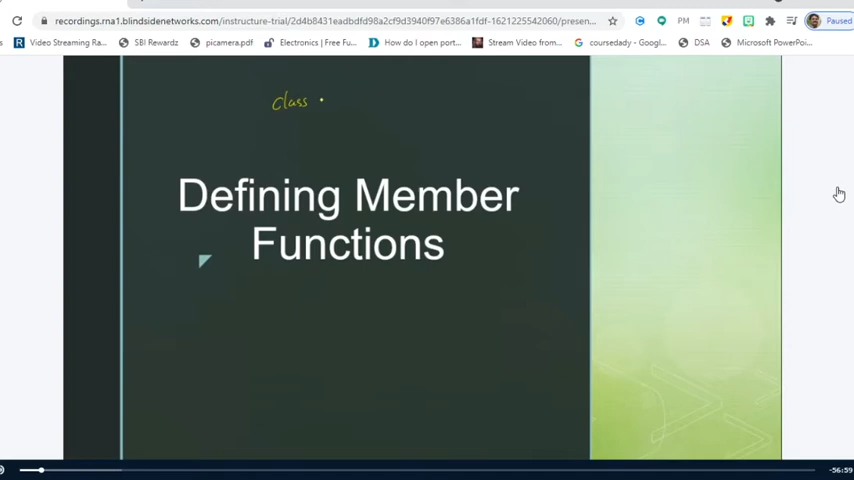 recordings.rna1.blindsidenetworks.com/instructure-trial/2d4b8431eadbdfd98a2cf9d3940f97e6386a1fdf-1621225542060/presen...
PM
Paused
Video Streaming Ra...
SBI Rewardz
picamera.pdf
Electronics | Free Fu...
How do I open port...
Stream Video from...
coursedady - Googl...
DSA
Microsoft PowerPoi...
class
Defining Member
Functions
-56:59